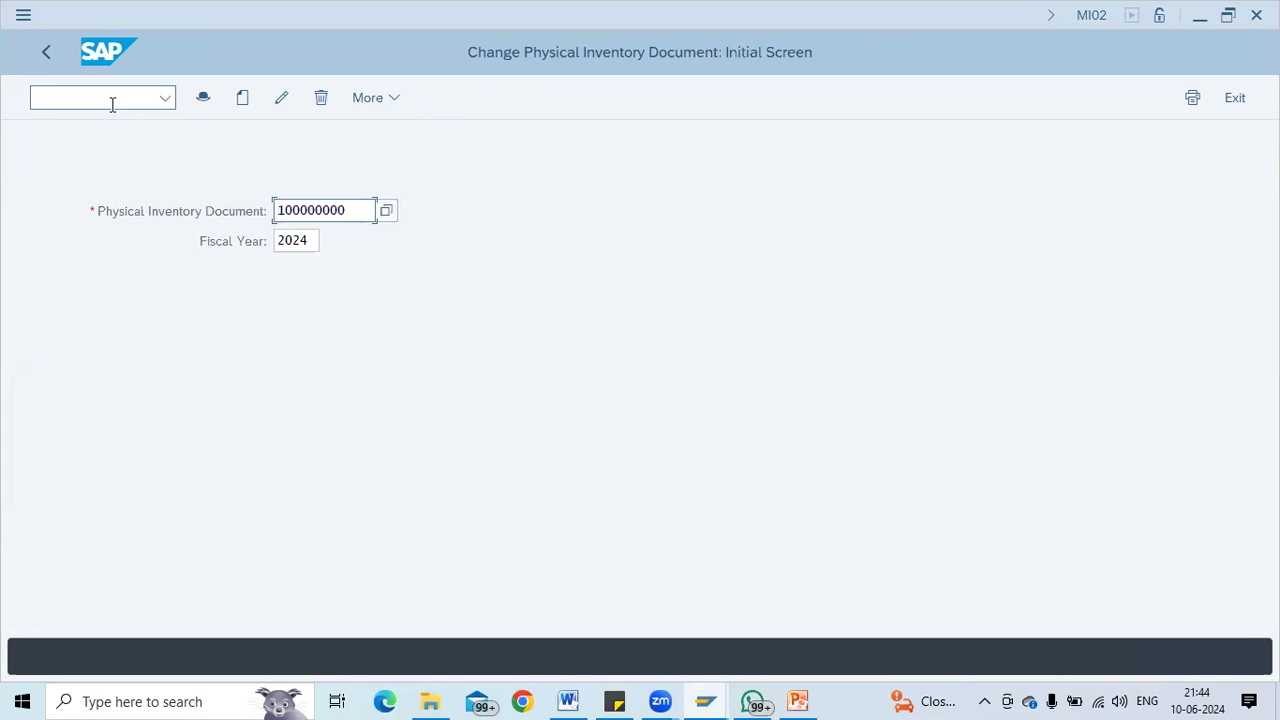 MI02
SAP
Change Physical Inventory Document: Initial Screen
More
Exit
* Physical Inventory Document: 100000000
Fiscal Year: 2024
Type here to search
99+
99+
Clos...
ENG
21:44
10-06-2024